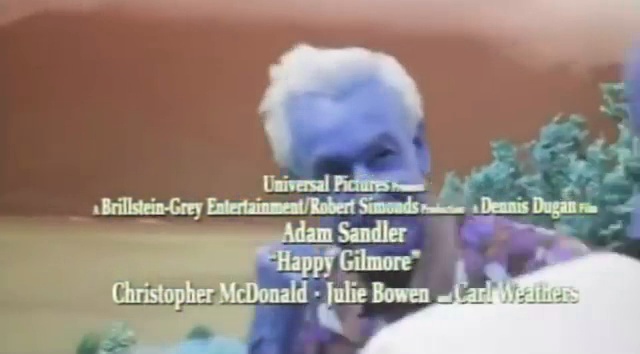 Universal Pictures Presents
A Brillstein-Grey Entertainment/Robert Simonds Production A Dennis Dugan Film
Adam Sandler
"Happy Gilmore"
Christopher McDonald · Julie Bowen and Carl Weathers